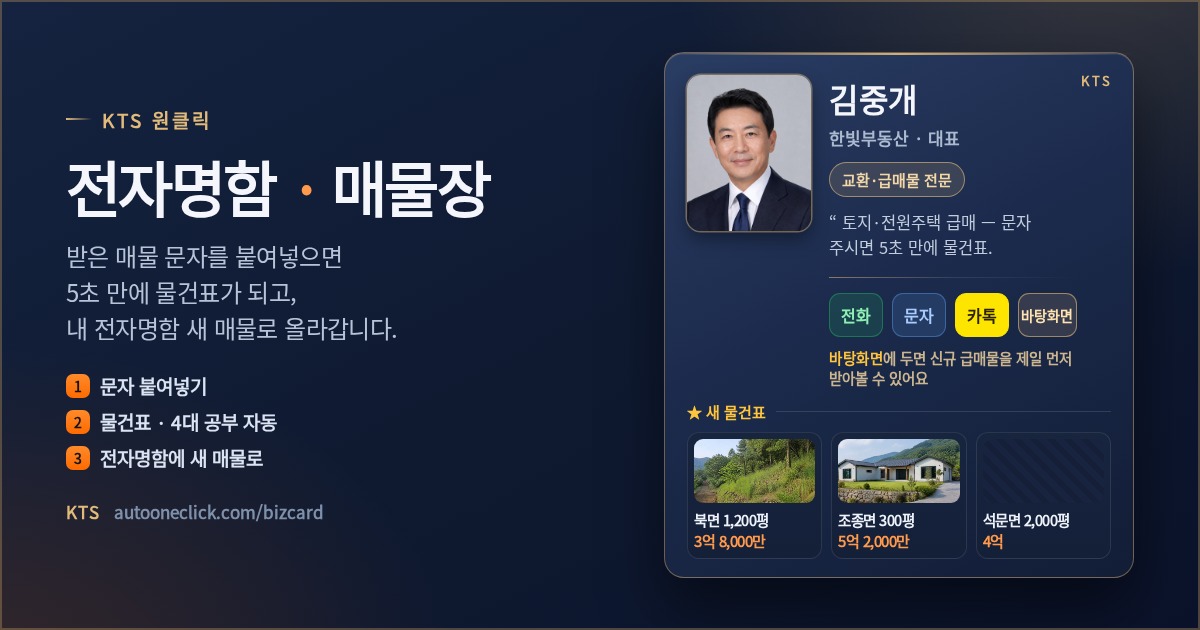 KTS 원클릭
전자명함 · 매물장
받은 매물 문자를 붙여넣으면
5초 만에 물건표가 되고,
내 전자명함 새 매물로 올라갑니다.
1 문자 붙여넣기
2 물건표 · 4대 공부 자동
3 전자명함에 새 매물로
KTS autooneclick.com/bizcard
KTS
김중개
한빛부동산 · 대표
교환·급매물 전문
“ 토지·전원주택 급매 — 문자
주시면 5초 만에 물건표.
전화 문자 카톡 바탕화면
바탕화면에 두면 신규 급매물을 제일 먼저
받아볼 수 있어요
★ 새 물건표
북면 1,200평
3억 8,000만
조종면 300평
5억 2,000만
석문면 2,000평
4억